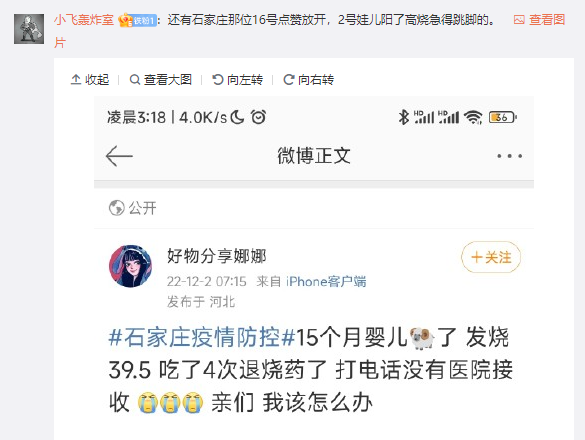 小飞轰炸室 铁粉1：还有石家庄那位16号点赞放开，2号娃儿阳了高烧急得跳脚的。 查看图
片
收起 | 查看大图 | 向左转 | 向右转
凌晨3:18 | 4.0K/s HD HD 36
微博正文
公开
好物分享娜娜
+关注
22-12-2 07:15 来自 iPhone客户端
发布于 河北
#石家庄疫情防控#15个月婴儿🐏了 发烧
39.5 吃了4次退烧药了 打电话没有医院接
收 😭😭😭 亲们 我该怎么办